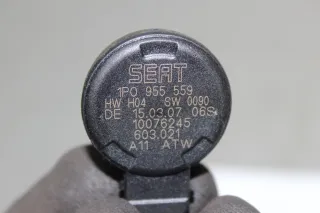 SEAT
1P0 955 559
HW H04 SW 0090
DE 15.03.07 06S
10076245
603.021
A11 ATW